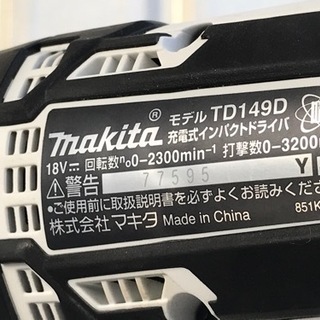 makita® モデル TD149D
充電式インパクトドライバ
18V⎓ 回転数n₀0-2300min⁻¹ 打撃数0-3200
⚠警告 77595 Y
•ご使用前に取扱説明書を必ずよくお読みくださ
株式会社マキタ Made in China 851K